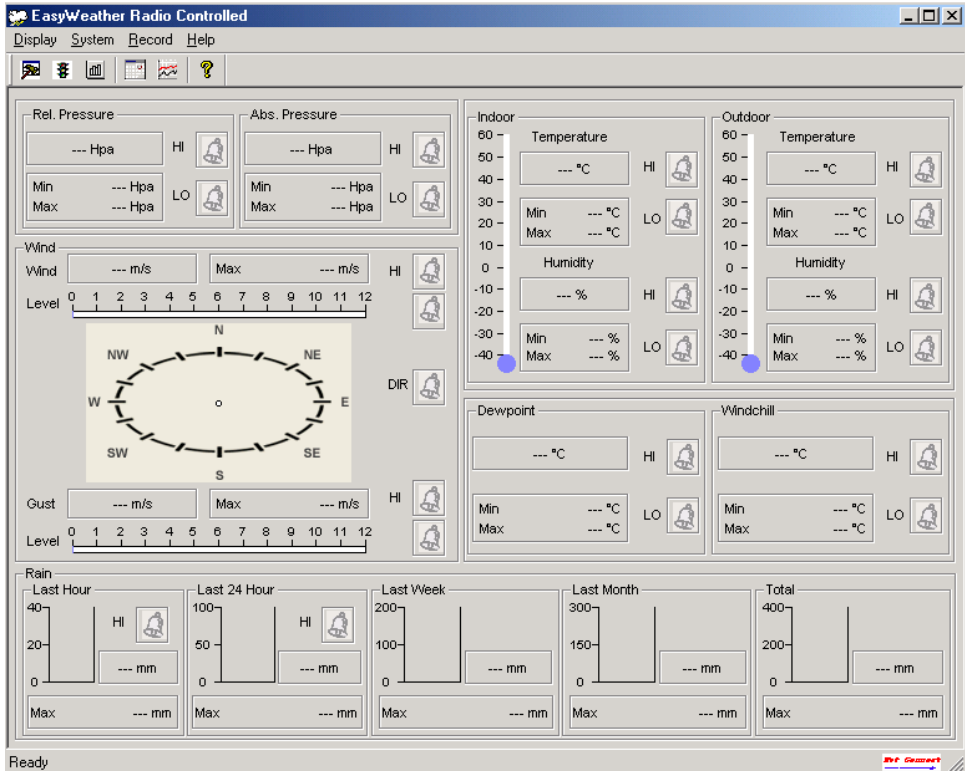 EasyWeather Radio Controlled
Display System Record Help
Rel. Pressure
--- Hpa
HI
Min --- Hpa
Max --- Hpa
LO
Abs. Pressure
--- Hpa
HI
Min --- Hpa
Max --- Hpa
LO
Wind
Wind --- m/s Max --- m/s HI
Level 0 1 2 3 4 5 6 7 8 9 10 11 12
N
NW NE
W E
SW SE
S
DIR
Gust --- m/s Max --- m/s HI
Level 0 1 2 3 4 5 6 7 8 9 10 11 12
Indoor
60
50
40
30
20
10
0
-10
-20
-30
-40
Temperature
--- °C
HI
Min --- °C
Max --- °C
LO
Humidity
--- %
HI
Min --- %
Max --- %
LO
Outdoor
60
50
40
30
20
10
0
-10
-20
-30
-40
Temperature
--- °C
HI
Min --- °C
Max --- °C
LO
Humidity
--- %
HI
Min --- %
Max --- %
LO
Dewpoint
--- °C
HI
Min --- °C
Max --- °C
LO
Windchill
--- °C
HI
Min --- °C
Max --- °C
LO
Rain
Last Hour
40
20
0
HI
--- mm
Max --- mm
Last 24 Hour
100
50
0
HI
--- mm
Max --- mm
Last Week
200
100
0
--- mm
Max --- mm
Last Month
300
150
0
--- mm
Max --- mm
Total
400
200
0
--- mm
Max --- mm
Ready
Not Connect